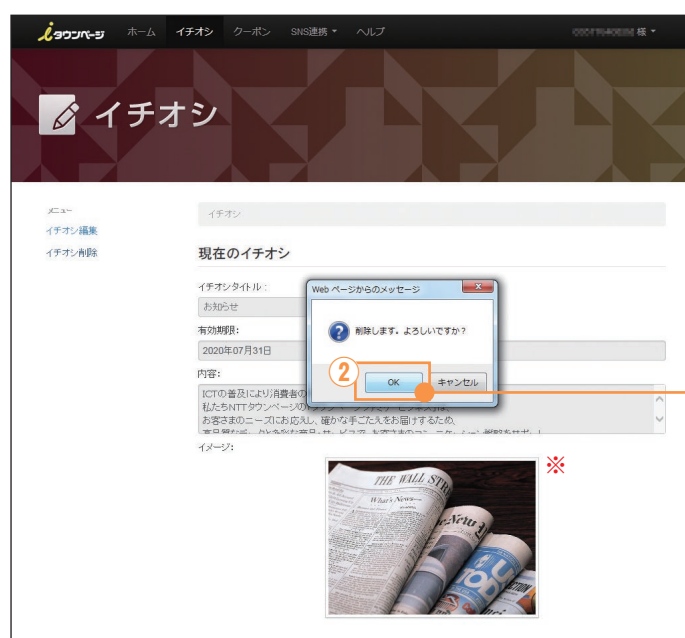 iタウンページ ホーム イチオシ クーポン SNS連携 ヘルプ 様
イチオシ
メニュー
イチオシ編集
イチオシ削除
イチオシ
現在のイチオシ
イチオシタイトル:
お知らせ
有効期限:
2020年07月31日
内容:
ICTの普及により消費者の
私たちNTTタウンページの
お客さまのニーズにお応えし、確かな手ごたえをお届けするため、
Web ページからのメッセージ
削除します。よろしいですか?
②
OK キャンセル
イメージ:
※
THE WALL STR
What's News